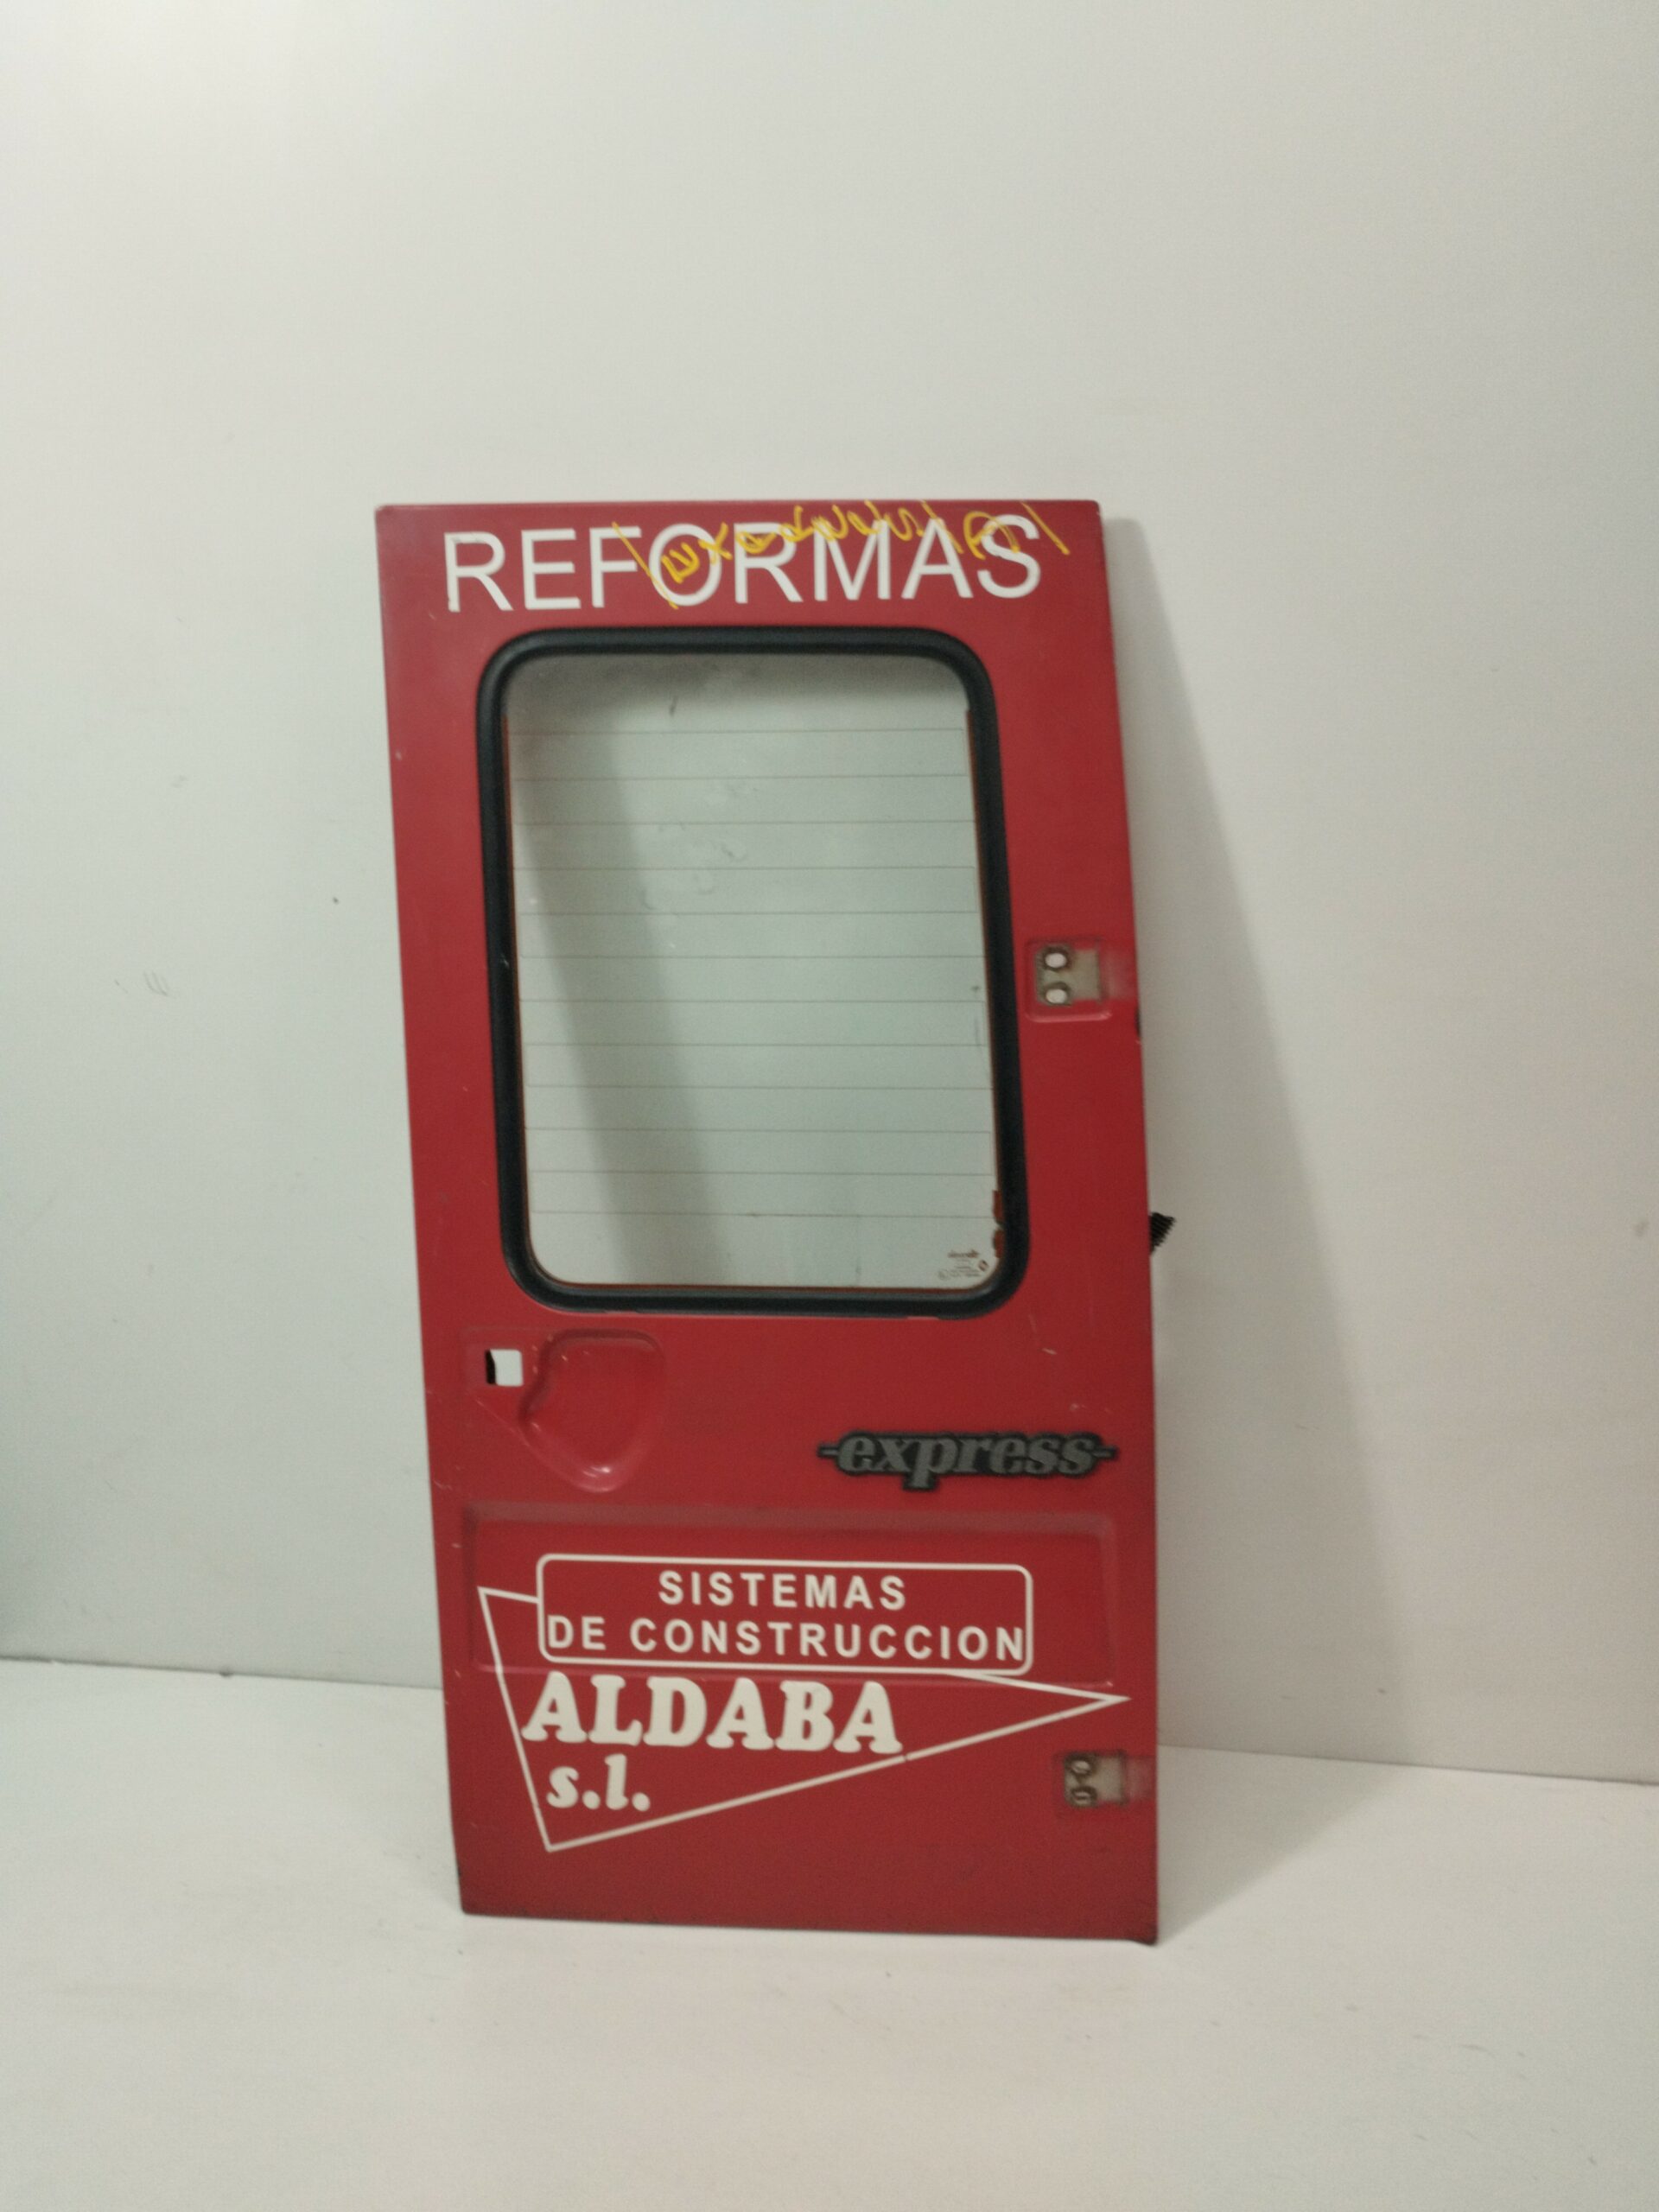 REFORMAS
express
SISTEMAS
DE CONSTRUCCION
ALDABA
s.l.